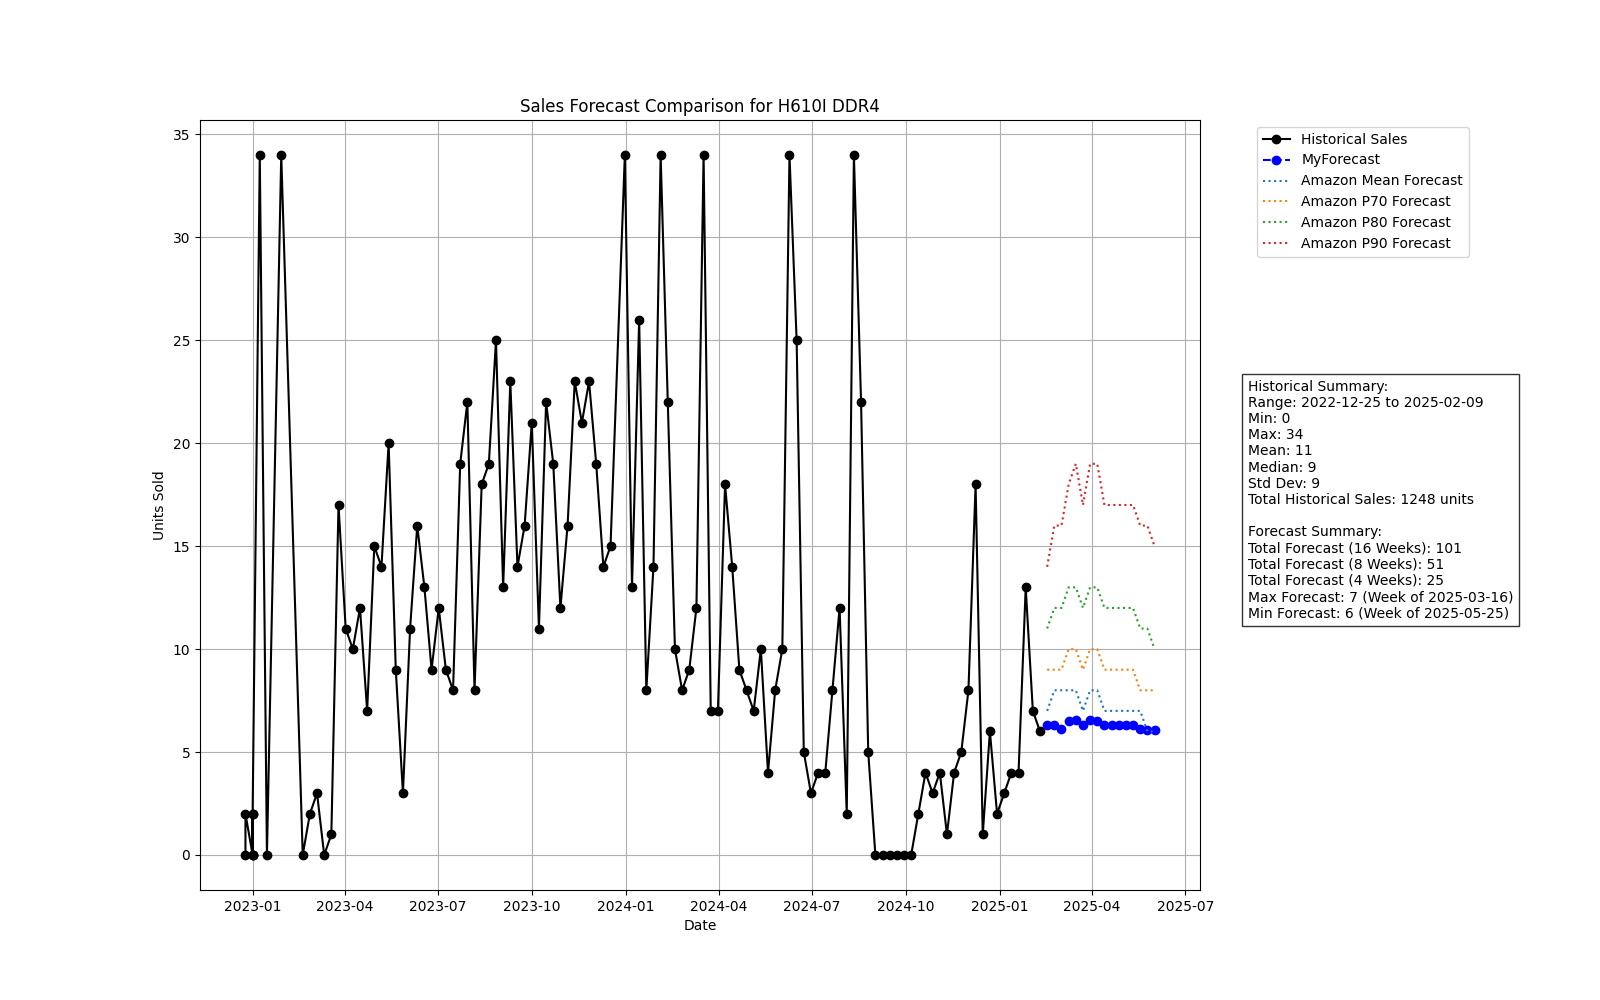 Sales Forecast Comparison for H610I DDR4
35
30
25
20
15
10
5
0
Units Sold
2023-01
2023-04
2023-07
2023-10
2024-01
2024-04
2024-07
2024-10
2025-01
2025-04
2025-07
Date
Historical Sales
MyForecast
Amazon Mean Forecast
Amazon P70 Forecast
Amazon P80 Forecast
Amazon P90 Forecast
Historical Summary:
Range: 2022-12-25 to 2025-02-09
Min: 0
Max: 34
Mean: 11
Median: 9
Std Dev: 9
Total Historical Sales: 1248 units
Forecast Summary:
Total Forecast (16 Weeks): 101
Total Forecast (8 Weeks): 51
Total Forecast (4 Weeks): 25
Max Forecast: 7 (Week of 2025-03-16)
Min Forecast: 6 (Week of 2025-05-25)